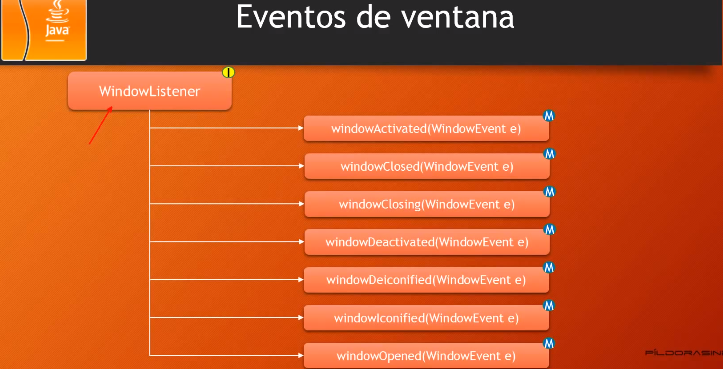 Eventos de ventana
Java
I
WindowListener
M
windowActivated(WindowEvent e)
M
windowClosed(WindowEvent e)
M
windowClosing(WindowEvent e)
M
windowDeactivated(WindowEvent e)
M
windowDeiconified(WindowEvent e)
M
windowIconified(WindowEvent e)
M
windowOpened(WindowEvent e)
PILDORASIN